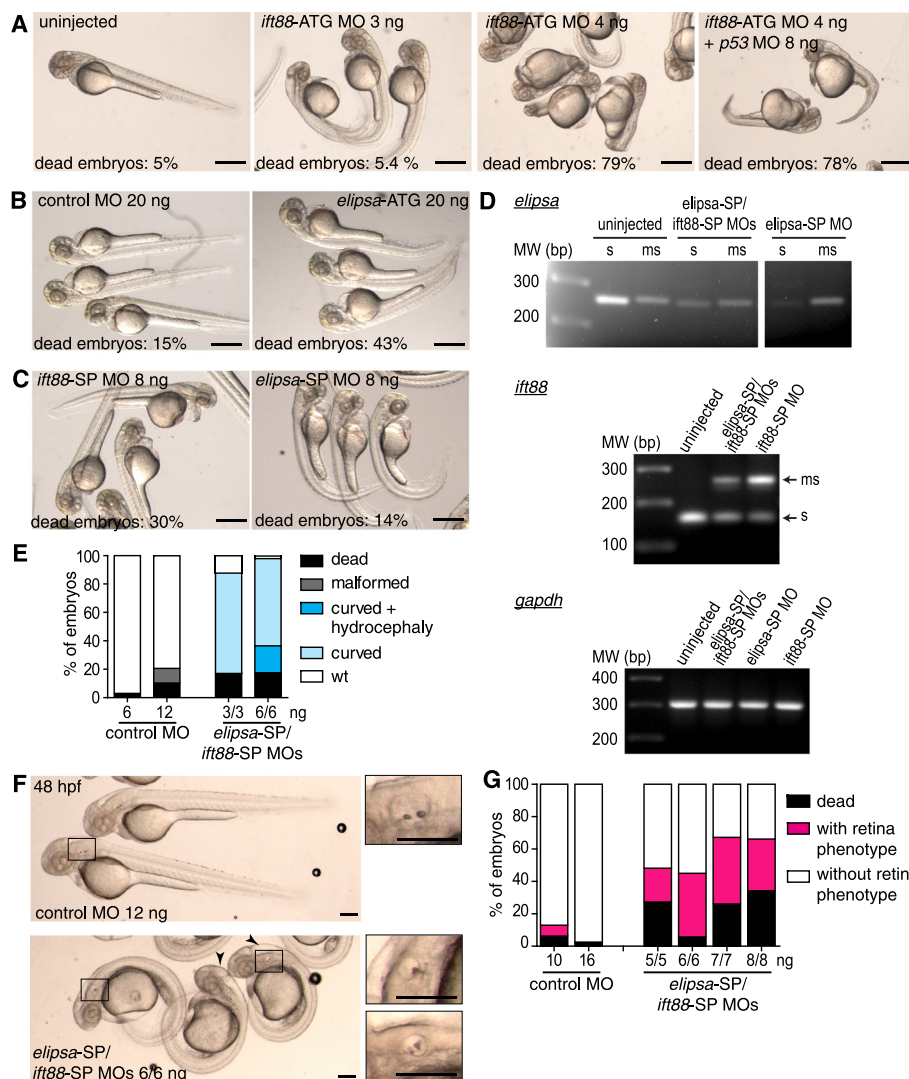 A
uninjected
dead embryos: 5%
ift88-ATG MO 3 ng
dead embryos: 5.4 %
ift88-ATG MO 4 ng
79%
ift88-ATG MO 4 ng
+ p53 MO 8 ng
78%
B
control MO 20 ng
dead embryos: 15%
elipsa-ATG 20 ng
dead embryos: 43%
C
ift88-SP MO 8 ng
dead embryos: 30%
elipsa-SP MO 8 ng
dead embryos: 14%
D
elipsa
MW (bp)
uninjected
elipsa-SP/
ift88-SP MOs
elipsa-SP MO
s
ms
s
ms
s
ms
300
200
ift88
MW (bp)
uninjected
elipsa-SP/
ift88-SP MOs
ift88-SP MO
300
200
100
ms
s
gapdh
MW (bp)
uninjected
elipsa-SP/
ift88-SP MOs
elipsa-SP MO
ift88-SP MO
400
300
200
E
% of embryos
100
80
60
40
20
0
6
12
3/3
6/6
ng
control MO
elipsa-SP/
ift88-SP MOs
dead
malformed
curved +
hydrocephaly
curved
wt
F
48 hpf
control MO 12 ng
elipsa-SP/
ift88-SP MOs 6/6 ng
G
% of embryos
100
80
60
40
20
0
10
16
5/5
6/6
7/7
8/8
ng
control MO
elipsa-SP/
ift88-SP MOs
dead
with retina
phenotype
without retin
phenotype